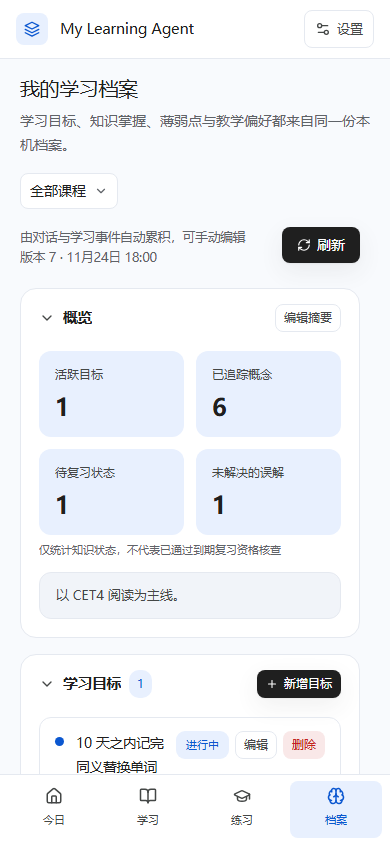 My Learning Agent
设置
我的学习档案
学习目标、知识掌握、薄弱点与教学偏好都来自同一份本
机档案。
全部课程
由对话与学习事件自动累积，可手动编辑
版本 7 · 11月24日 18:00
刷新
概览
编辑摘要
活跃目标
1
已追踪概念
6
待复习状态
1
未解决的误解
1
仅统计知识状态，不代表已通过到期复习资格核查
以 CET4 阅读为主线。
学习目标
1
新增目标
10 天之内记完
同义替换单词
进行中
编辑
删除
今日
学习
练习
档案